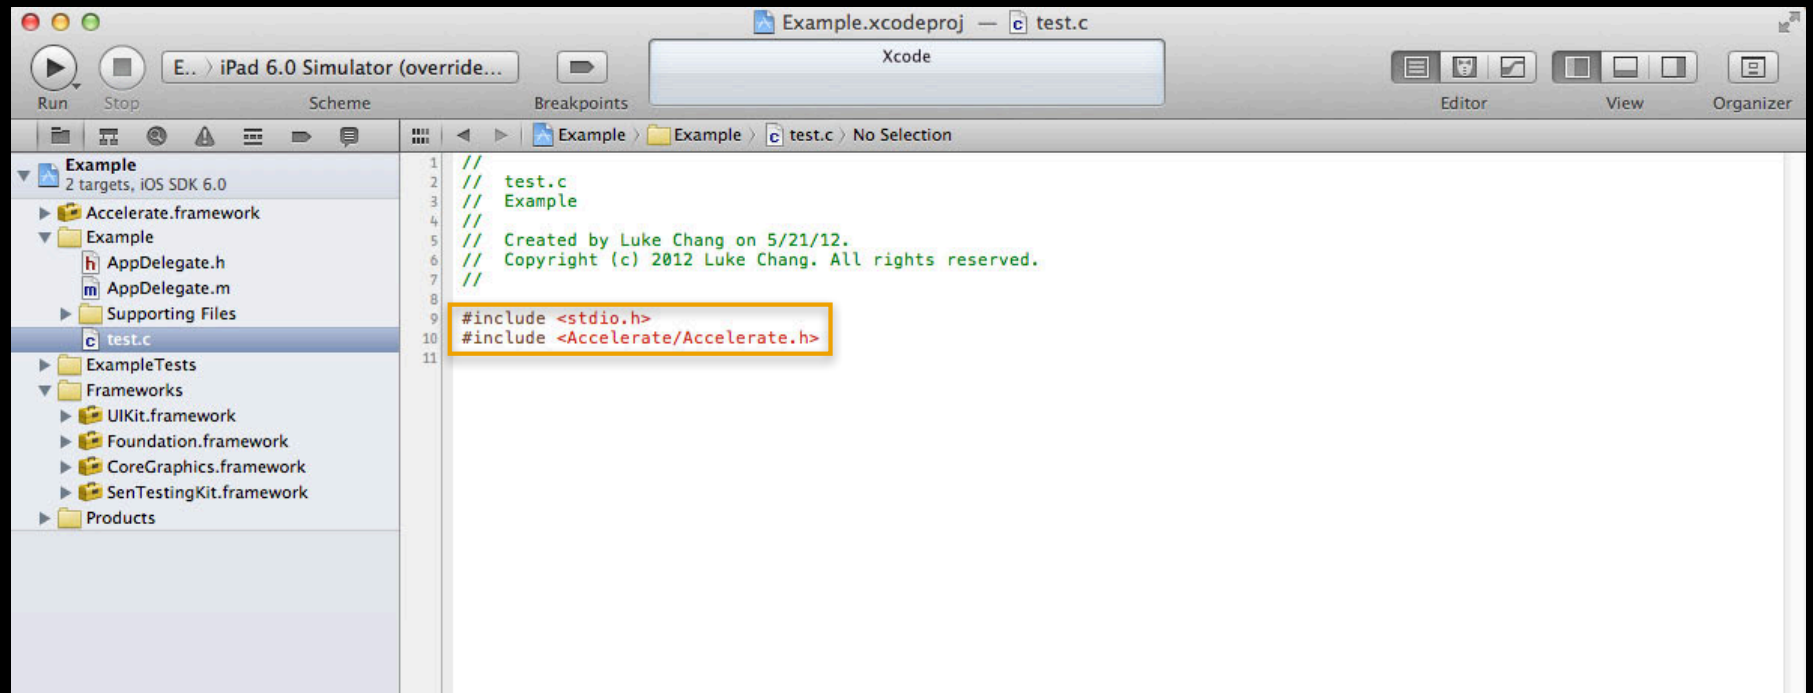 Example.xcodeproj — c test.c
E.. 〉 iPad 6.0 Simulator (override...
Xcode
Run
Stop
Scheme
Breakpoints
Editor
View
Organizer
Example 〉 Example 〉 c test.c 〉 No Selection
Example
2 targets, iOS SDK 6.0
Accelerate.framework
Example
h AppDelegate.h
m AppDelegate.m
Supporting Files
c test.c
ExampleTests
Frameworks
UIKit.framework
Foundation.framework
CoreGraphics.framework
SenTestingKit.framework
Products
1 //
2 // test.c
3 // Example
4 //
5 // Created by Luke Chang on 5/21/12.
6 // Copyright (c) 2012 Luke Chang. All rights reserved.
7 //
8
9 #include <stdio.h>
10 #include <Accelerate/Accelerate.h>
11